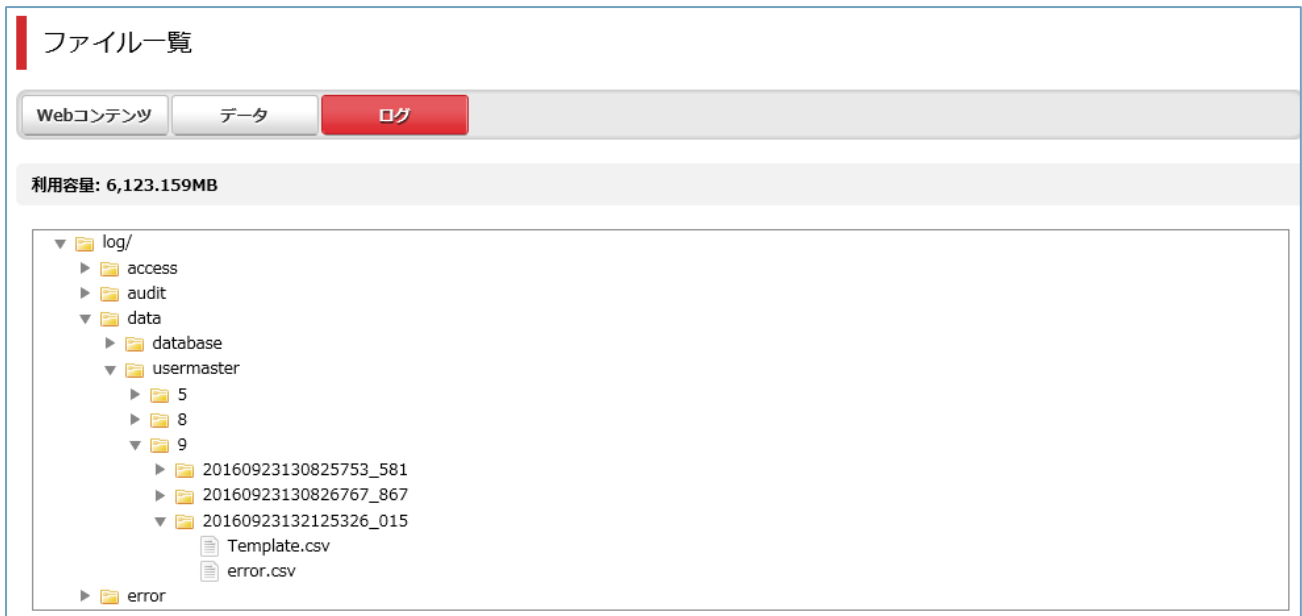 ファイル一覧
Webコンテンツ データ ログ
利用容量: 6,123.159MB
log/
access
audit
data
database
usermaster
5
8
9
20160923130825753_581
20160923130826767_867
20160923132125326_015
Template.csv
error.csv
error